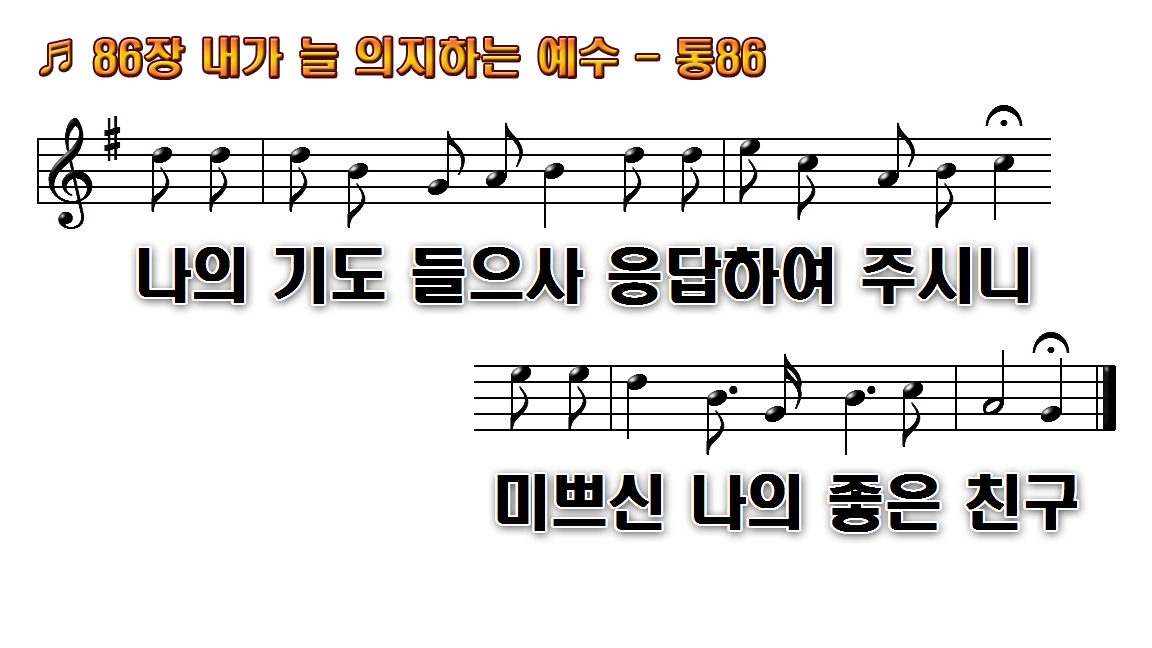 ♬ 86장 내가 늘 의지하는 예수 - 통86
나의 기도 들으사 응답하여 주시니
미쁘신 나의 좋은 친구